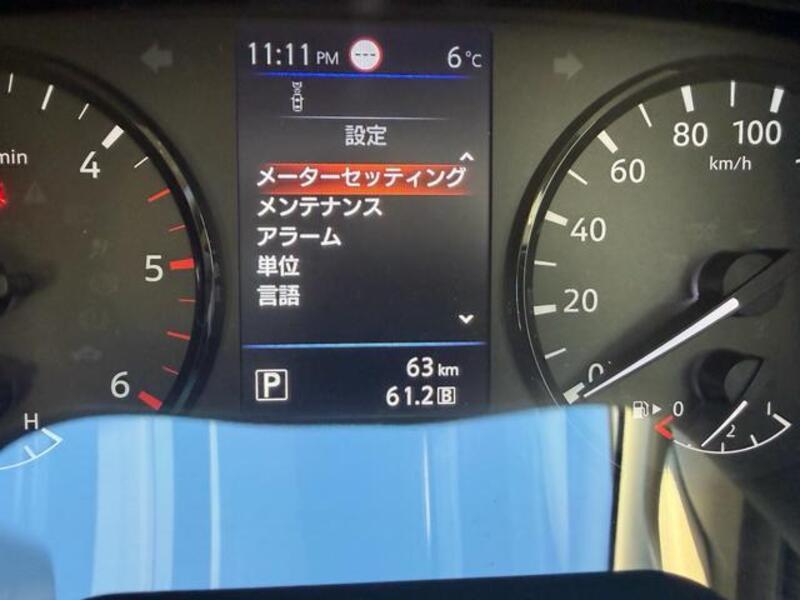 11:11 PM --- 6°C
設定
メーターセッティング
メンテナンス
アラーム
単位
言語
63 km
P 61.2 B
min
4
5
6
H
100
80
60
km/h
40
20
0
0 1/2 1